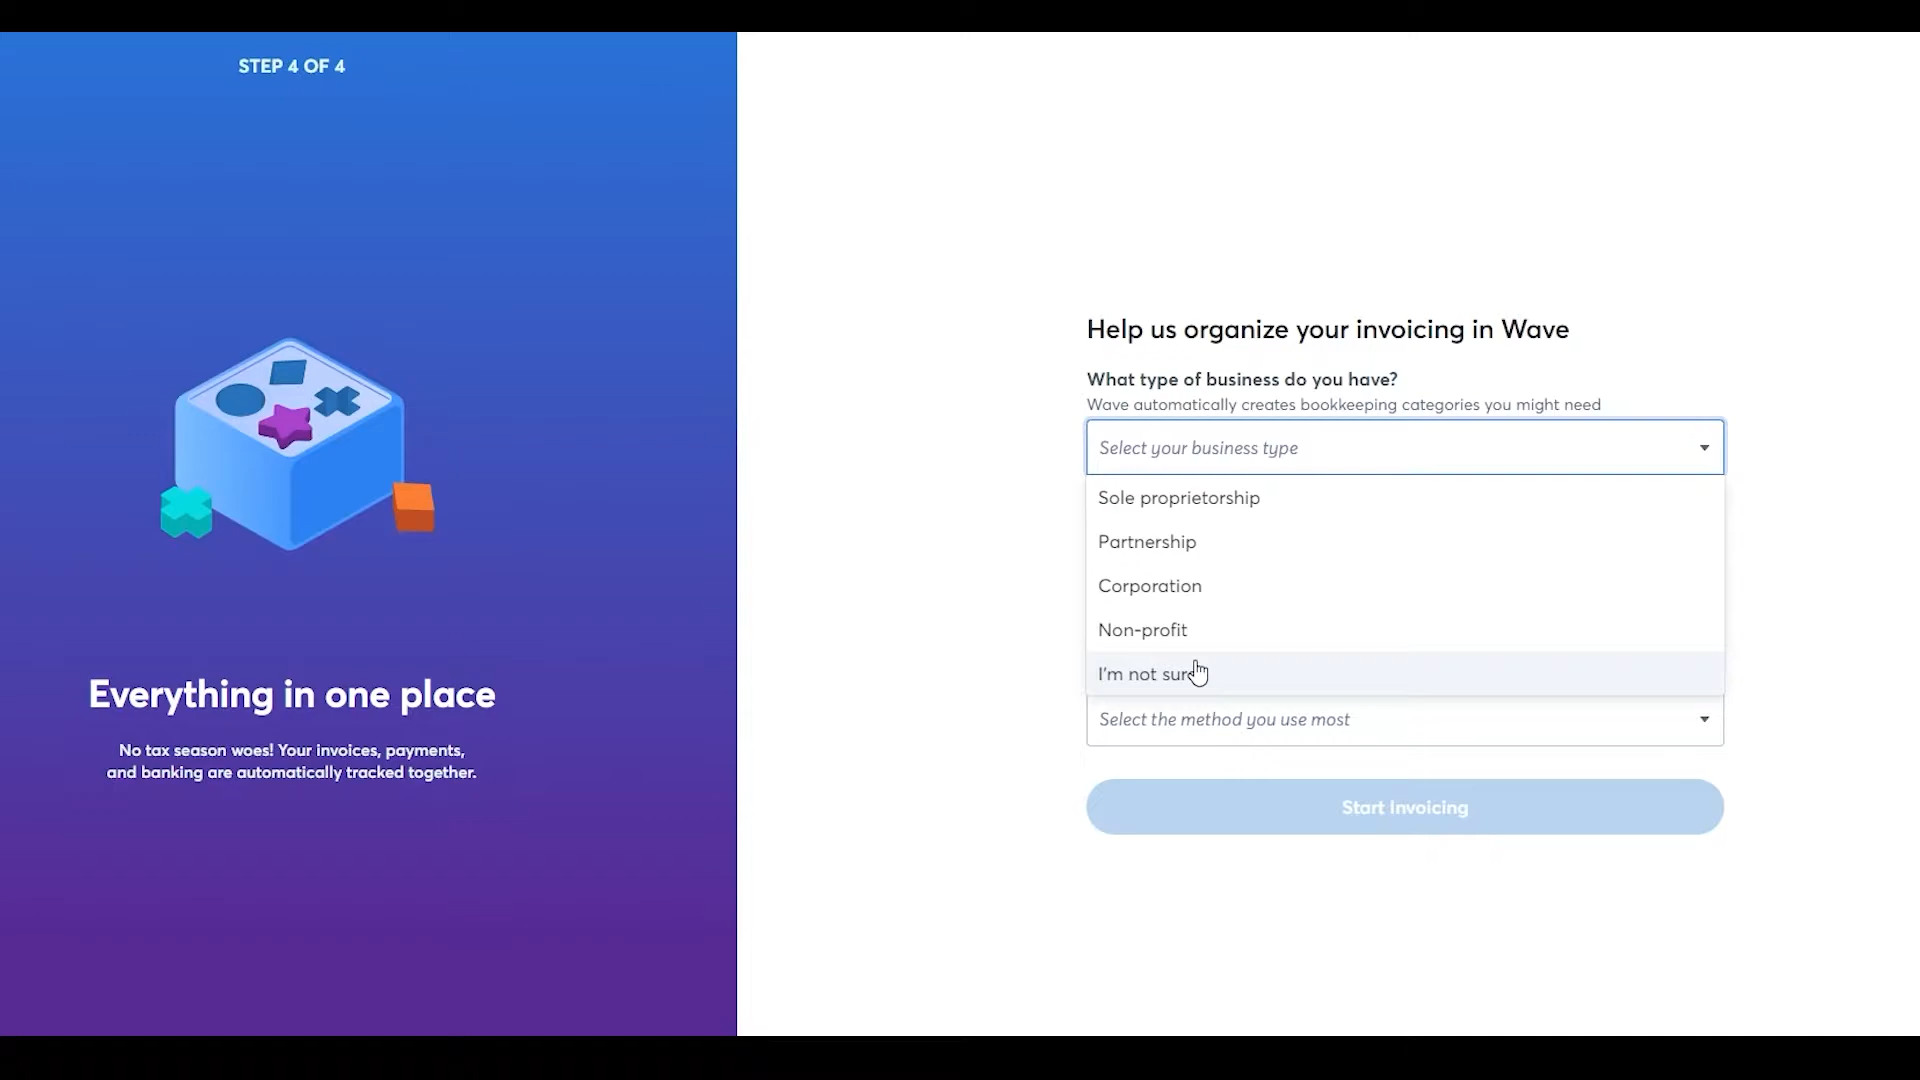 STEP 4 OF 4
Everything in one place
No tax season woes! Your invoices, payments,
and banking are automatically tracked together.
Help us organize your invoicing in Wave
What type of business do you have?
Wave automatically creates bookkeeping categories you might need
Select your business type
Sole proprietorship
Partnership
Corporation
Non-profit
I'm not sure
Select the method you use most
Start Invoicing